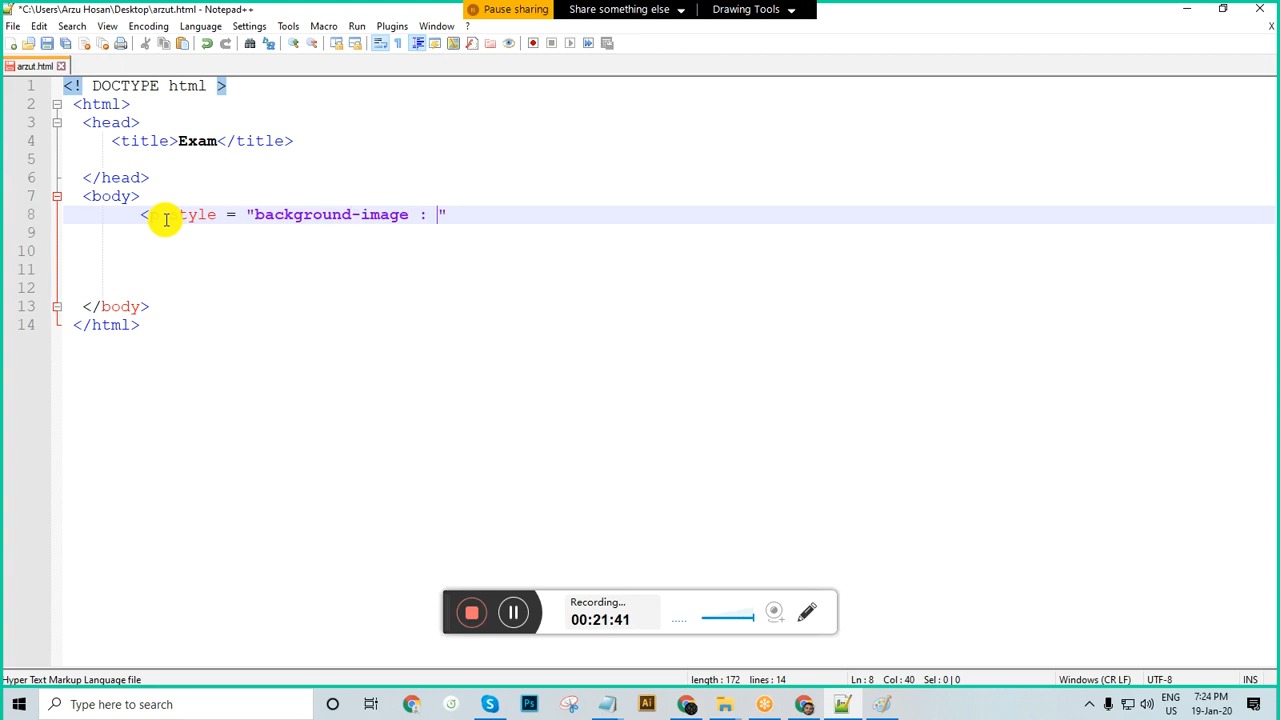 *C:\Users\Arzu Hosan\Desktop\arzut.html - Notepad++
Pause sharing
Share something else
Drawing Tools
File Edit Search View Encoding Language Settings Tools Macro Run Plugins Window ?
X
arzut.html
1 <! DOCTYPE html >
2 <html>
3 <head>
4 <title>Exam</title>
5
6 </head>
7 <body>
8 < style = "background-image : "
9
10
11
12
13 </body>
14 </html>
Recording...
00:21:41
Hyper Text Markup Language file length : 172 lines : 14 Ln : 8 Col : 40 Sel : 0 | 0 Windows (CR LF) UTF-8 INS
Type here to search
Ps
Ai
ENG
US
7:24 PM
19-Jan-20